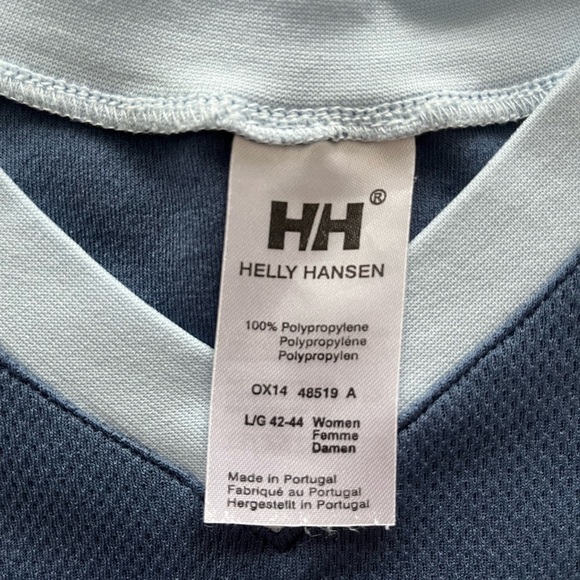 HH®
HELLY HANSEN
100% Polypropylene
Polypropyléne
Polypropylen
OX14 48519 A
L/G 42-44 Women
Femme
Damen
Made in Portugal
Fabriqué au Portugal
Hergestellt in Portugal